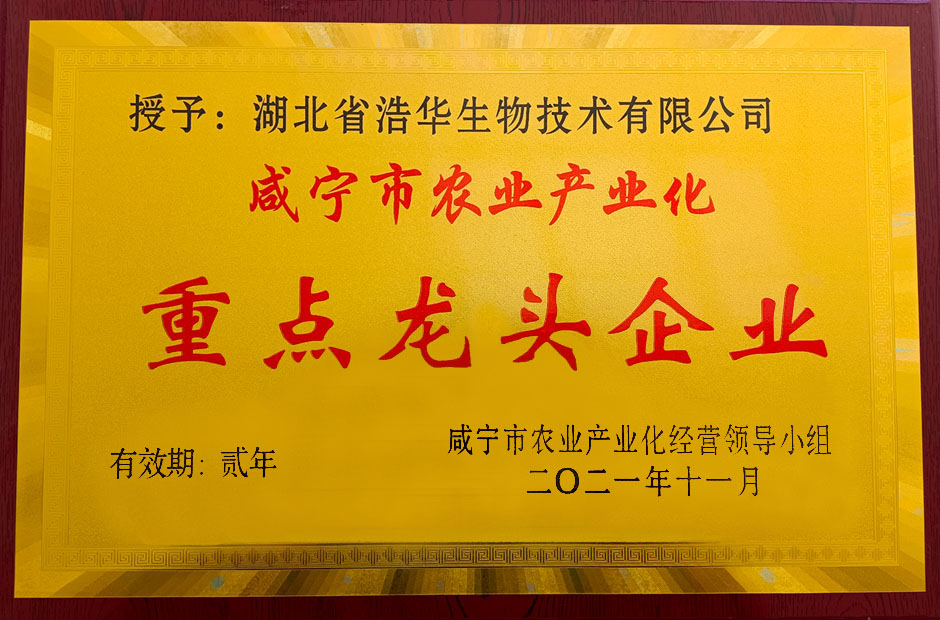 授予：湖北省浩华生物技术有限公司
咸宁市农业产业化
重点龙头企业
咸宁市农业产业化经营领导小组
有效期：贰年
二〇二一年十一月